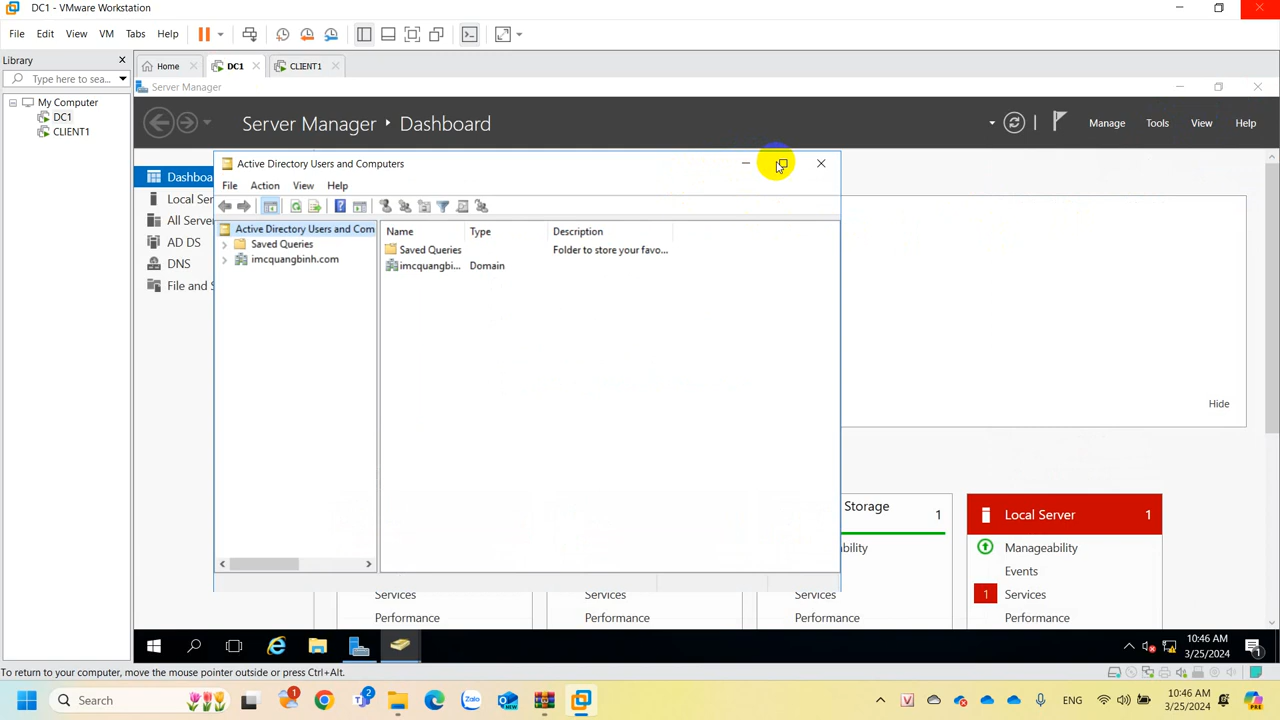 DC1 - VMware Workstation
File Edit View VM Tabs Help
Library
Type here to sea...
My Computer
DC1
CLIENT1
Home
DC1
CLIENT1
Server Manager
Server Manager • Dashboard
Manage Tools View Help
Dashboa
Local Ser
All Serve
AD DS
DNS
File and S
Active Directory Users and Computers
File Action View Help
Active Directory Users and Com
Saved Queries
imcquangbinh.com
Name Type Description
Saved Queries Folder to store your favo...
imcquangbi... Domain
Hide
Storage 1
bility
Services
Performance
Services
Performance
Services
Performance
Local Server 1
Manageability
Events
1 Services
Performance
10:46 AM
3/25/2024
1
To return to your computer, move the mouse pointer outside or press Ctrl+Alt.
Search
1
2
Zalo
V
ENG
10:46 AM
3/25/2024
PRE